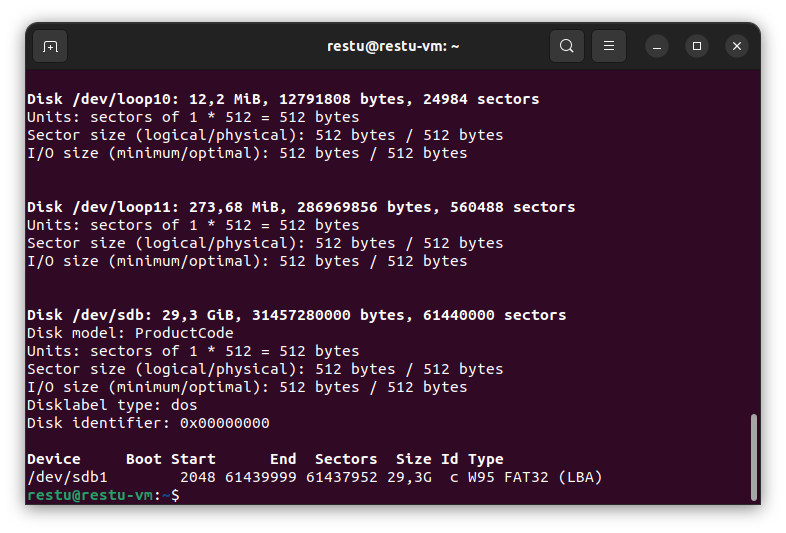 restu@restu-vm: ~
Disk /dev/loop10: 12,2 MiB, 12791808 bytes, 24984 sectors
Units: sectors of 1 * 512 = 512 bytes
Sector size (logical/physical): 512 bytes / 512 bytes
I/O size (minimum/optimal): 512 bytes / 512 bytes
Disk /dev/loop11: 273,68 MiB, 286969856 bytes, 560488 sectors
Units: sectors of 1 * 512 = 512 bytes
Sector size (logical/physical): 512 bytes / 512 bytes
I/O size (minimum/optimal): 512 bytes / 512 bytes
Disk /dev/sdb: 29,3 GiB, 31457280000 bytes, 61440000 sectors
Disk model: ProductCode
Units: sectors of 1 * 512 = 512 bytes
Sector size (logical/physical): 512 bytes / 512 bytes
I/O size (minimum/optimal): 512 bytes / 512 bytes
Disklabel type: dos
Disk identifier: 0x00000000
Device     Boot Start      End  Sectors  Size Id Type
/dev/sdb1        2048 61439999 61437952 29,3G  c W95 FAT32 (LBA)
restu@restu-vm:~$